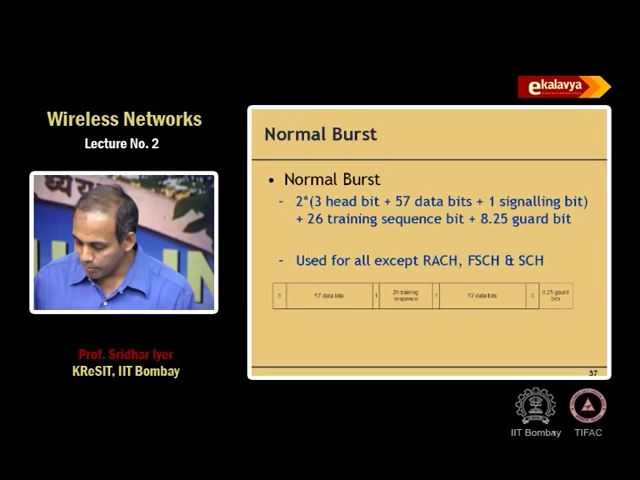 ekalavya
Wireless Networks
Lecture No. 2
ध्येय
IN
Prof. Sridhar Iyer
KReSIT, IIT Bombay
Normal Burst
• Normal Burst
- 2*(3 head bit + 57 data bits + 1 signalling bit)
+ 26 training sequence bit + 8.25 guard bit
- Used for all except RACH, FSCH & SCH
3 57 data bits 1 26 training sequence 1 57 data bits 3 8.25 guard bits
37
IIT Bombay TIFAC